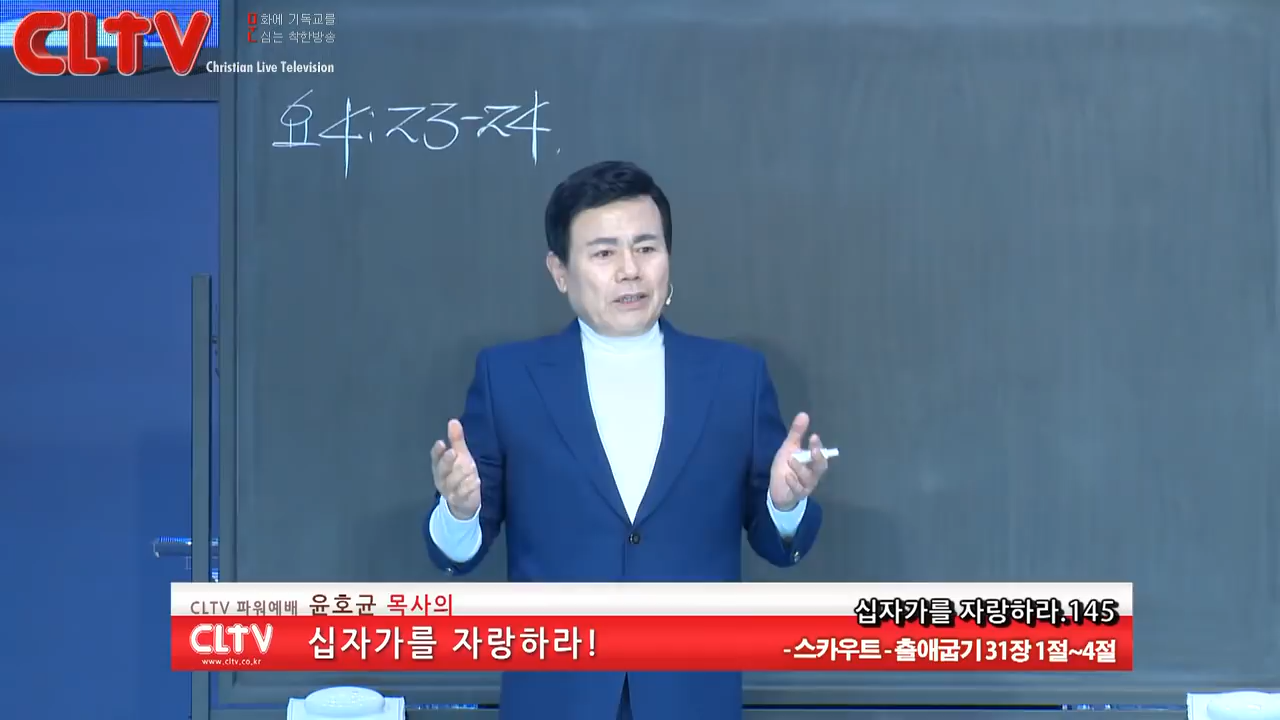 CLTV
문화에 기독교를
심는 착한방송
Christian Live Television
요 4:23-24.
CLTV 파워예배 윤호균 목사의
십자가를 자랑하라.145
CLTV 십자가를 자랑하라!
-스카우트- 출애굽기 31장 1절~4절
www.cltv.co.kr